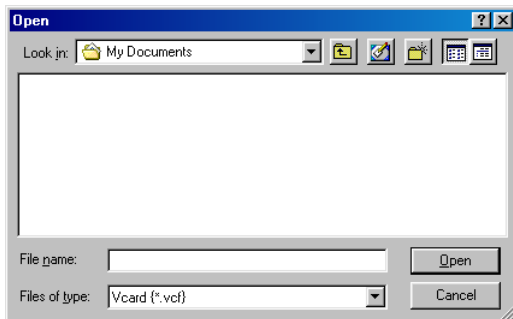 Open
Look in: My Documents
File name: Open
Files of type: Vcard {*.vcf} Cancel